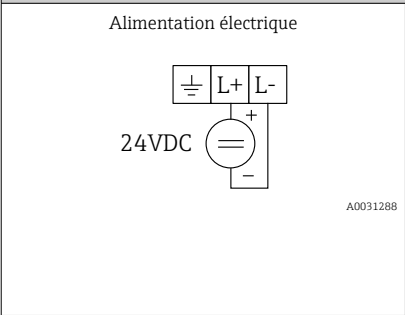 Alimentation électrique
L+ L-
+
24VDC
−
A0031288